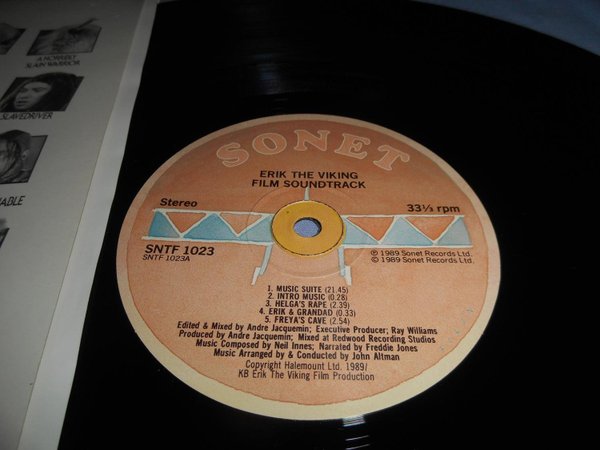 A HORRIBLY
SLAIN WARRIOR
SLAVEDRIVER
SONET
ERIK THE VIKING
FILM SOUNDTRACK
Stereo
33⅓ rpm
SNTF 1023
SNTF 1023A
℗ 1989 Sonet Records Ltd.
© 1989 Sonet Records Ltd.
1. MUSIC SUITE (21.45)
2. INTRO MUSIC (0.28)
3. HELGA'S RAPE (2.39)
4. ERIK & GRANDAD (0.33)
5. FREYA'S CAVE (2.54)
Edited & Mixed by Andre Jacquemin; Executive Producer; Ray Williams
Produced by Andre Jacquemin; Mixed at Redwood Recording Studios
Music Composed by Neil Innes; Narrated by Freddie Jones
Music Arranged by & Conducted by John Altman
Copyright Halemount Ltd. 1989/
KB Erik The Viking Film Production